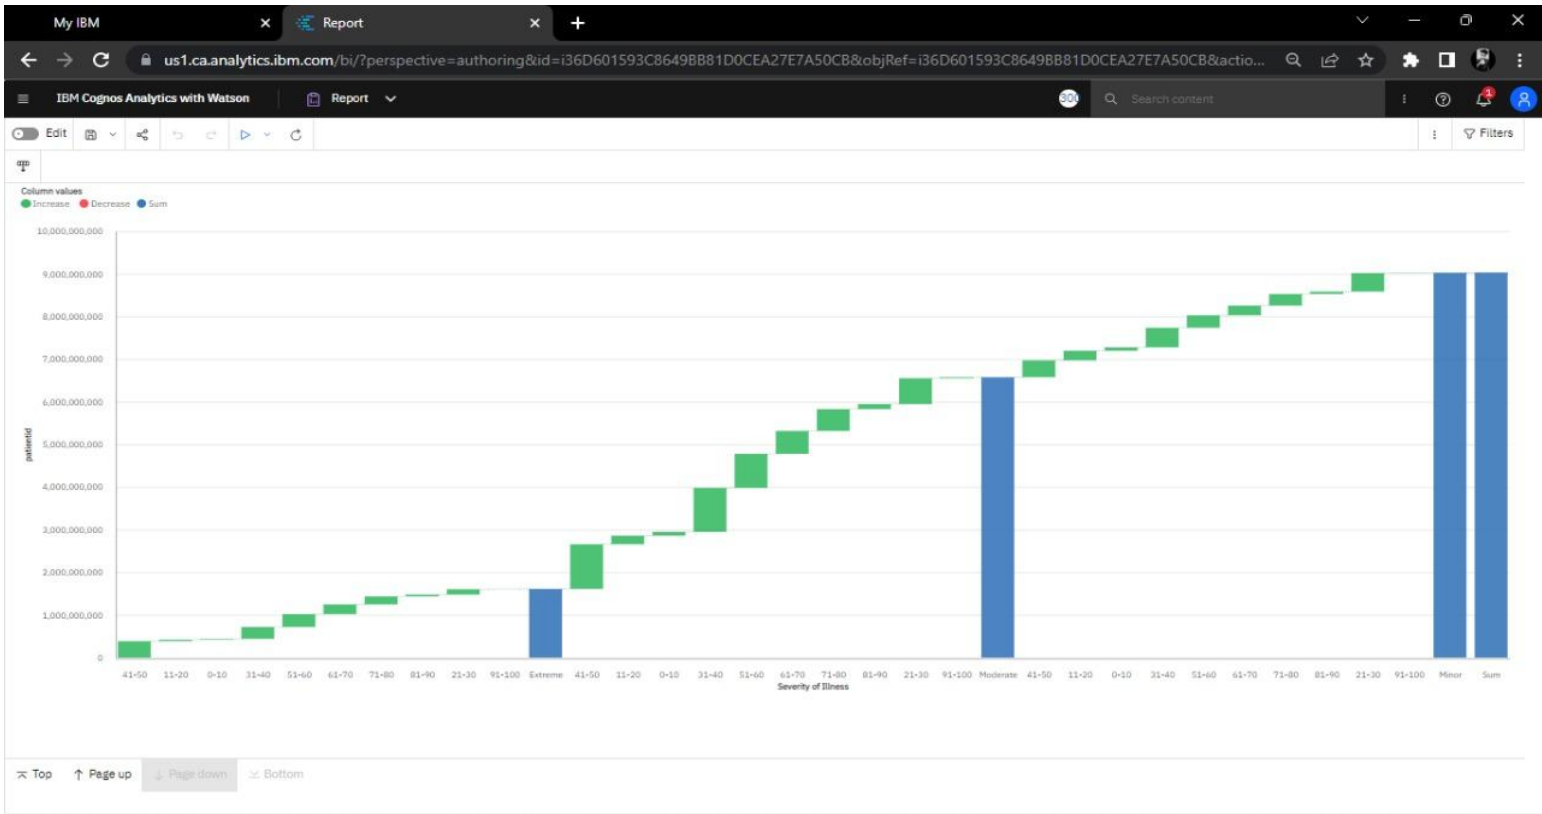 My IBM
Report
us1.ca.analytics.ibm.com/bi/?perspective=authoring&id=i36D601593C8649BB81D0CEA27E7A50CB&objRef=i36D601593C8649BB81D0CEA27E7A50CB&actio...
IBM Cognos Analytics with Watson
Report
30
Search content
1
Edit
Filters
Column values
Increase Decrease Sum
10,000,000,000
9,000,000,000
8,000,000,000
7,000,000,000
6,000,000,000
5,000,000,000
4,000,000,000
3,000,000,000
2,000,000,000
1,000,000,000
0
patientid
41-50 11-20 0-10 31-40 51-60 61-70 71-80 81-90 21-30 91-100 Extreme 41-50 11-20 0-10 31-40 51-60 61-70 71-80 81-90 21-30 91-100 Moderate 41-50 11-20 0-10 31-40 51-60 61-70 71-80 81-90 21-30 91-100 Minor Sum
Severity of Illness
Top Page up Page down Bottom